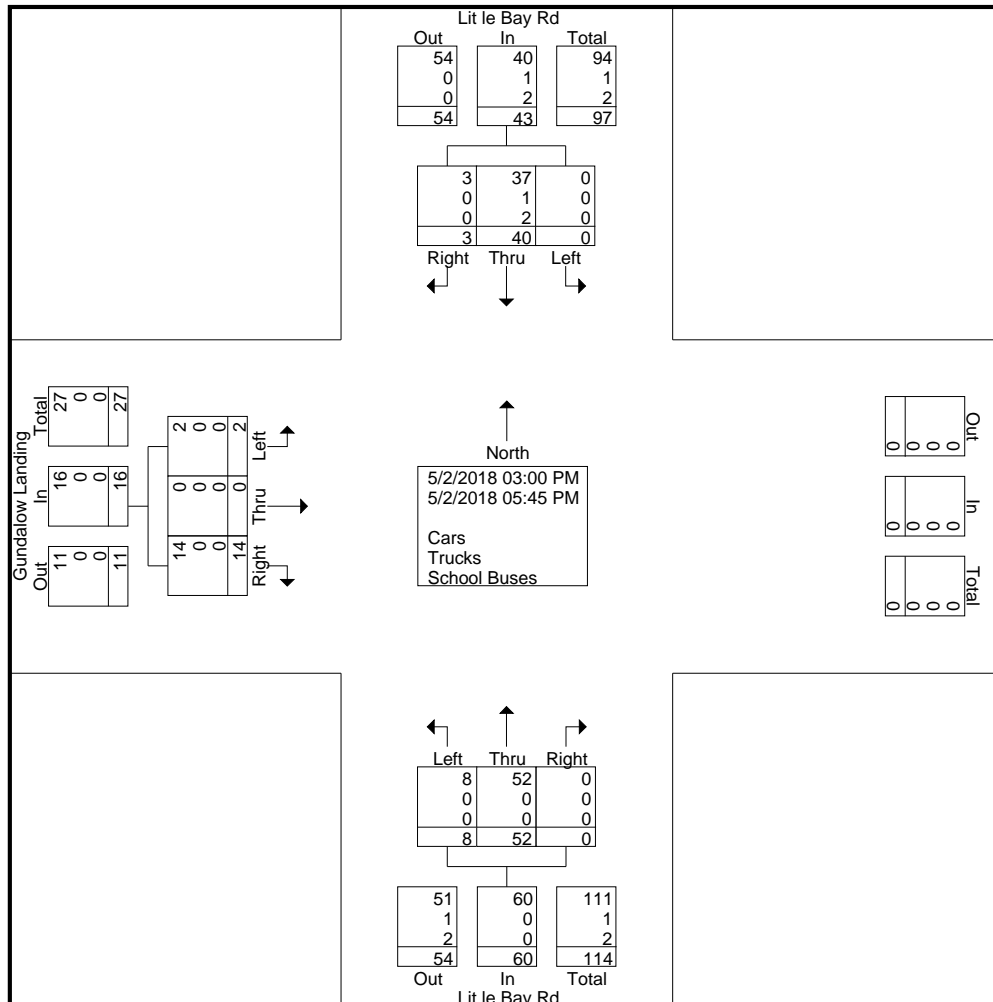 Lit le Bay Rd
Out In Total
54 40 94
0 1 1
0 2 2
54 43 97
3 37 0
0 1 0
0 2 0
3 40 0
Right Thru Left
Gundalow Landing
Total
27 0 0 27
In
16 0 0 16
Out
11 0 0 11
Left
2 0 0 2
Thru
0 0 0 0
Right
14 0 0 14
North
5/2/2018 03:00 PM
5/2/2018 05:45 PM
Cars
Trucks
School Buses
Out
0 0 0 0
In
0 0 0 0
Total
0 0 0 0
Left Thru Right
8 52 0
0 0 0
0 0 0
8 52 0
51 60 111
1 0 1
2 0 2
54 60 114
Out In Total
Lit le Bay Rd